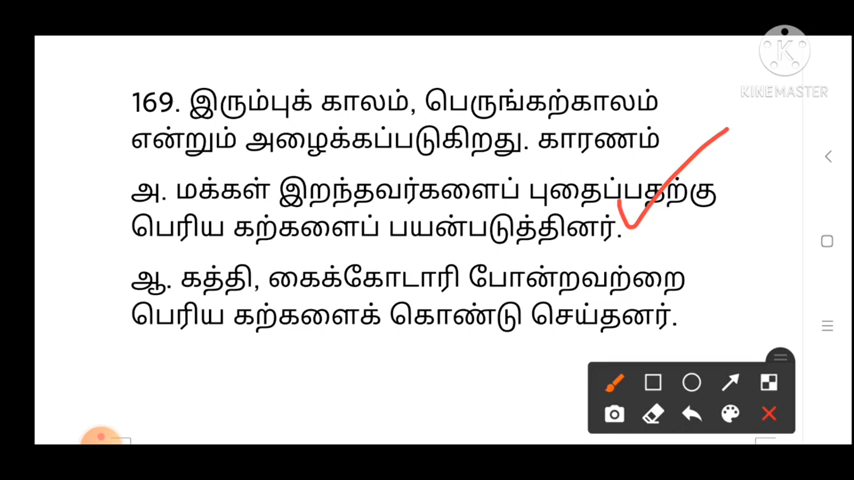 KINEMASTER
169. இரும்புக் காலம், பெருங்கற்காலம்
என்றும் அழைக்கப்படுகிறது. காரணம்
அ. மக்கள் இறந்தவர்களைப் புதைப்பதற்கு
பெரிய கற்களைப் பயன்படுத்தினர்.
ஆ. கத்தி, கைக்கோடாரி போன்றவற்றை
பெரிய கற்களைக் கொண்டு செய்தனர்.